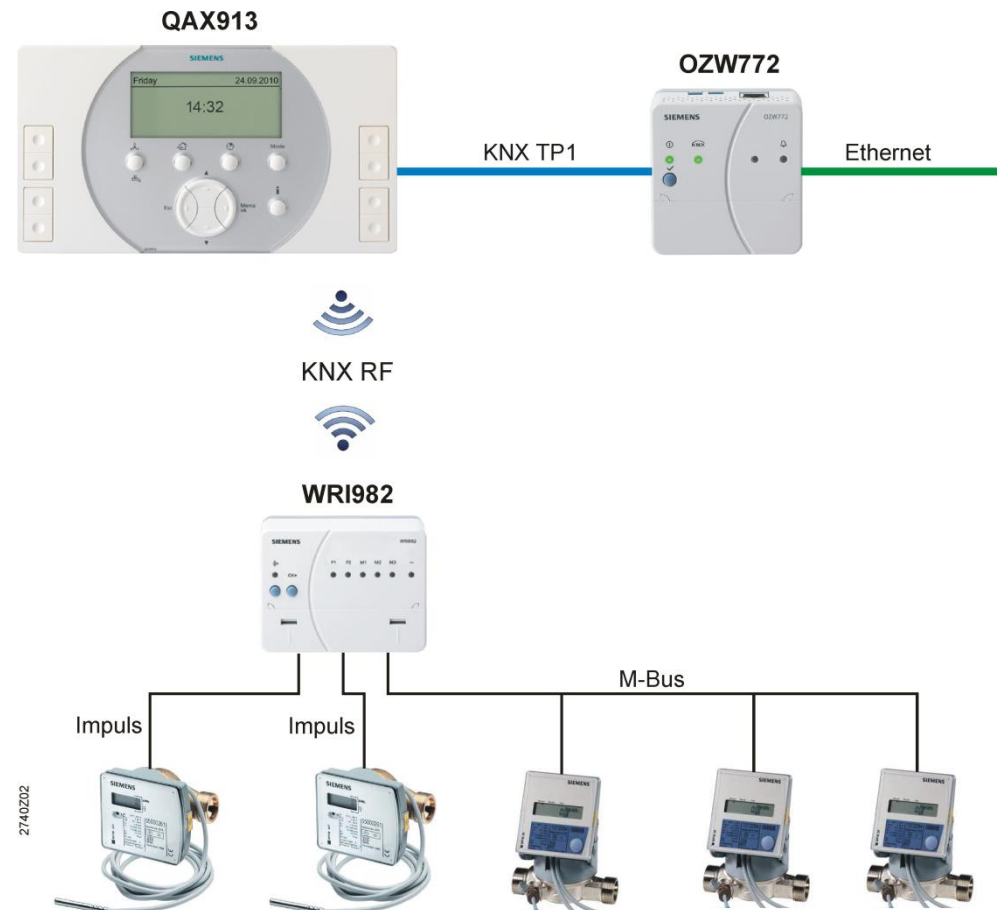 QAX913
OZW772
SIEMENS
Friday 24.09.2010
14:32
Mode
Esc
Menu
ok
KNX TP1
SIEMENS OZW772
KNX
Ethernet
KNX RF
WRI982
SIEMENS WRI982
P1 P2 M1 M2 M3
M-Bus
Impuls
Impuls
SIEMENS
SIEMENS
SIEMENS
SIEMENS
SIEMENS
2740Z02